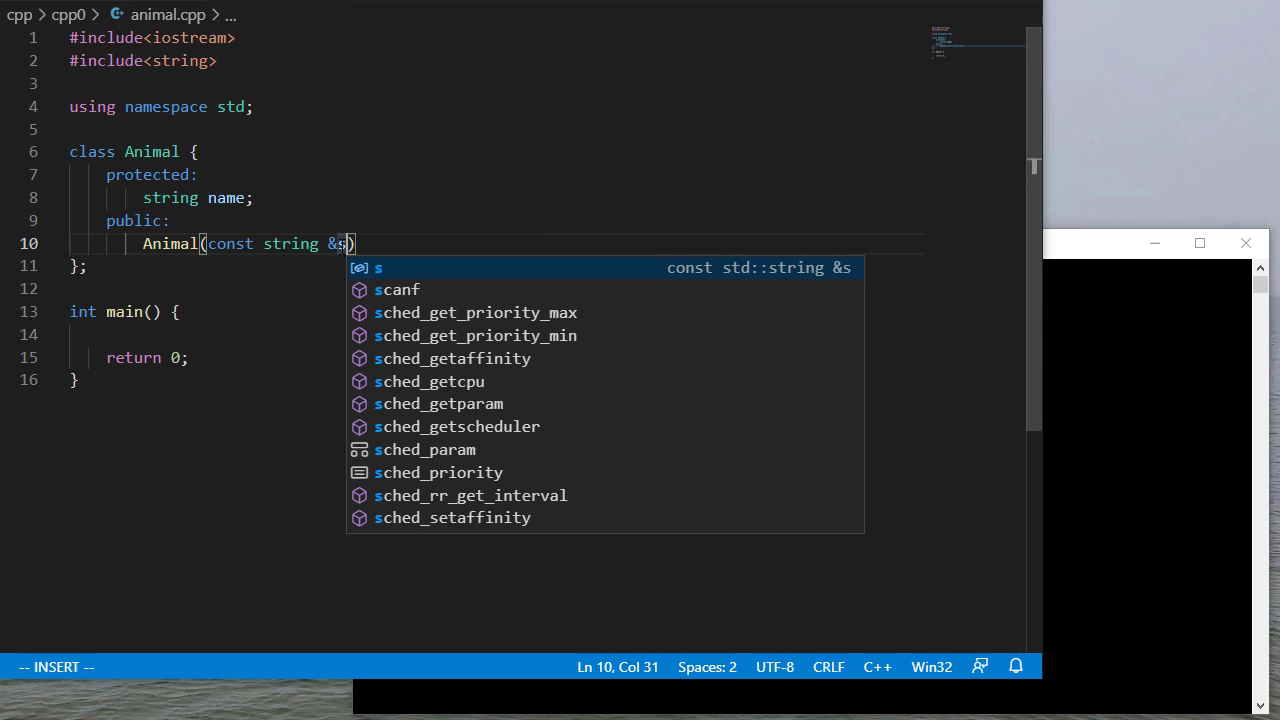 cpp > cpp0 > animal.cpp > ...
1 #include<iostream>
2 #include<string>
3
4 using namespace std;
5
6 class Animal {
7 protected:
8 string name;
9 public:
10 Animal(const string &s)
11 };
12
13 int main() {
14
15 return 0;
16 }
s const std::string &s
scanf
sched_get_priority_max
sched_get_priority_min
sched_getaffinity
sched_getcpu
sched_getparam
sched_getscheduler
sched_param
sched_priority
sched_rr_get_interval
sched_setaffinity
-- INSERT -- Ln 10, Col 31 Spaces: 2 UTF-8 CRLF C++ Win32